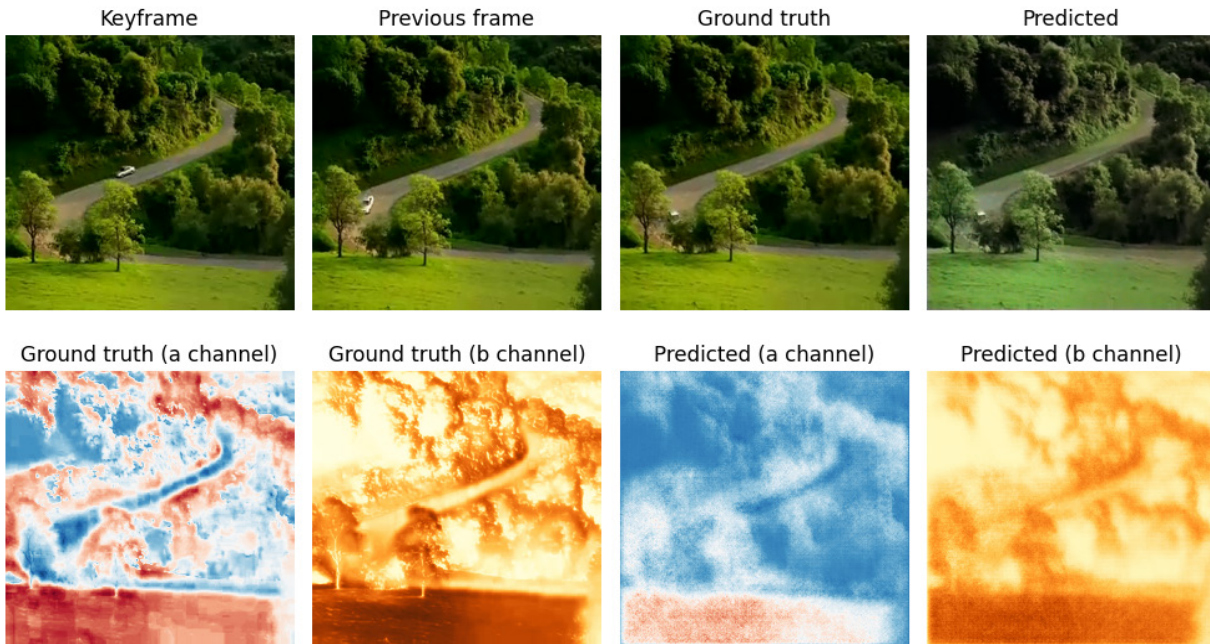 Keyframe
Previous frame
Ground truth
Predicted
Ground truth (a channel)
Ground truth (b channel)
Predicted (a channel)
Predicted (b channel)